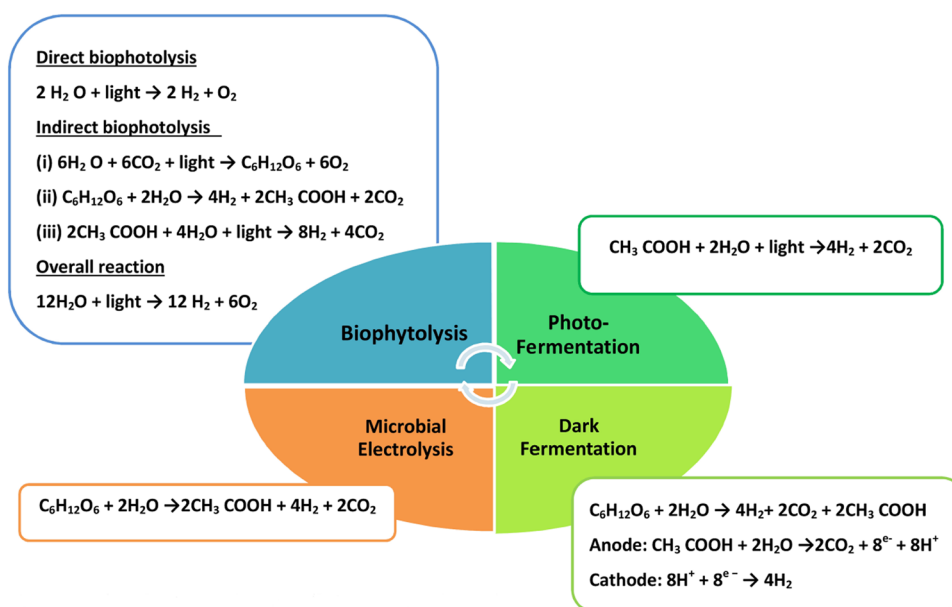 Direct biophotolysis
2 H₂ O + light → 2 H₂ + O₂
Indirect biophotolysis
(i) 6H₂ O + 6CO₂ + light → C₆H₁₂O₆ + 6O₂
(ii) C₆H₁₂O₆ + 2H₂O → 4H₂ + 2CH₃ COOH + 2CO₂
(iii) 2CH₃ COOH + 4H₂O + light → 8H₂ + 4CO₂
Overall reaction
12H₂O + light → 12 H₂ + 6O₂
CH₃ COOH + 2H₂O + light →4H₂ + 2CO₂
Biophytolysis
Photo-
Fermentation
Microbial
Electrolysis
Dark
Fermentation
C₆H₁₂O₆ + 2H₂O →2CH₃ COOH + 4H₂ + 2CO₂
C₆H₁₂O₆ + 2H₂O → 4H₂+ 2CO₂ + 2CH₃ COOH
Anode: CH₃ COOH + 2H₂O →2CO₂ + 8ᵉ⁻ + 8H⁺
Cathode: 8H⁺ + 8ᵉ ⁻ → 4H₂